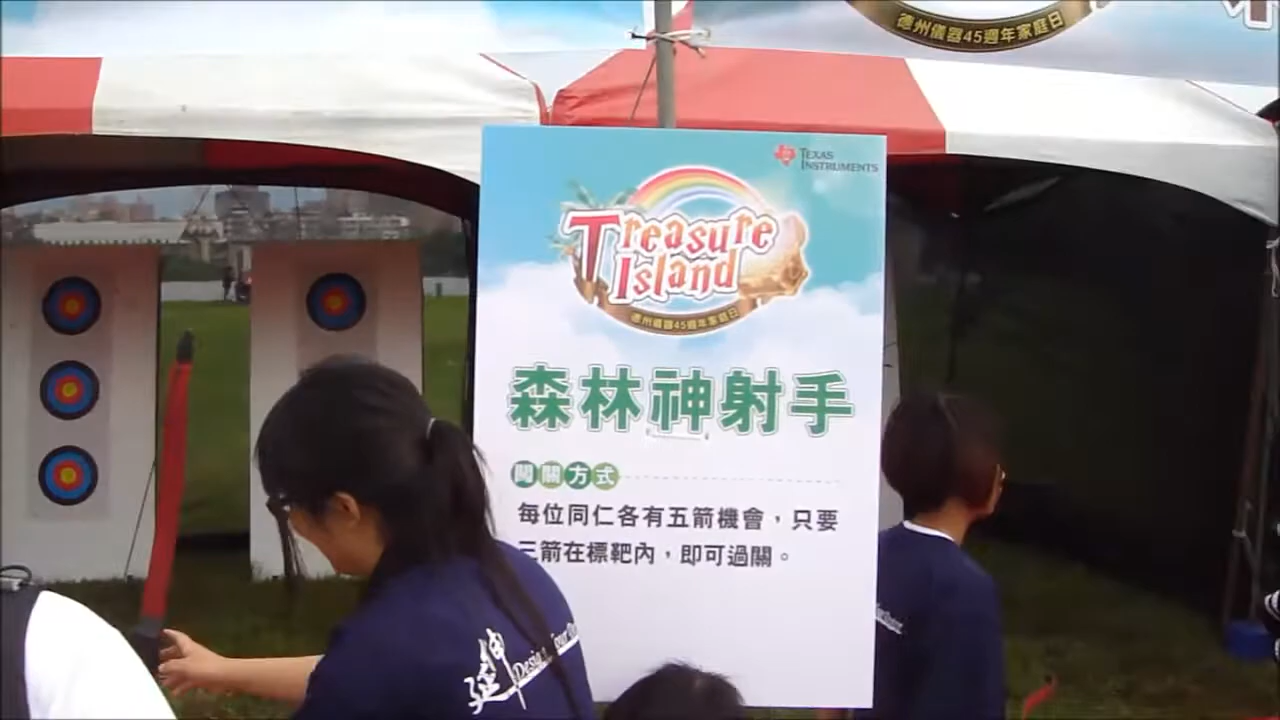 德州儀器45週年家庭日
TEXAS
INSTRUMENTS
Treasure
Island
德州儀器45週年家庭日
森林神射手
闖關方式
每位同仁各有五箭機會，只要
三箭在標靶內，即可過關。
延伸